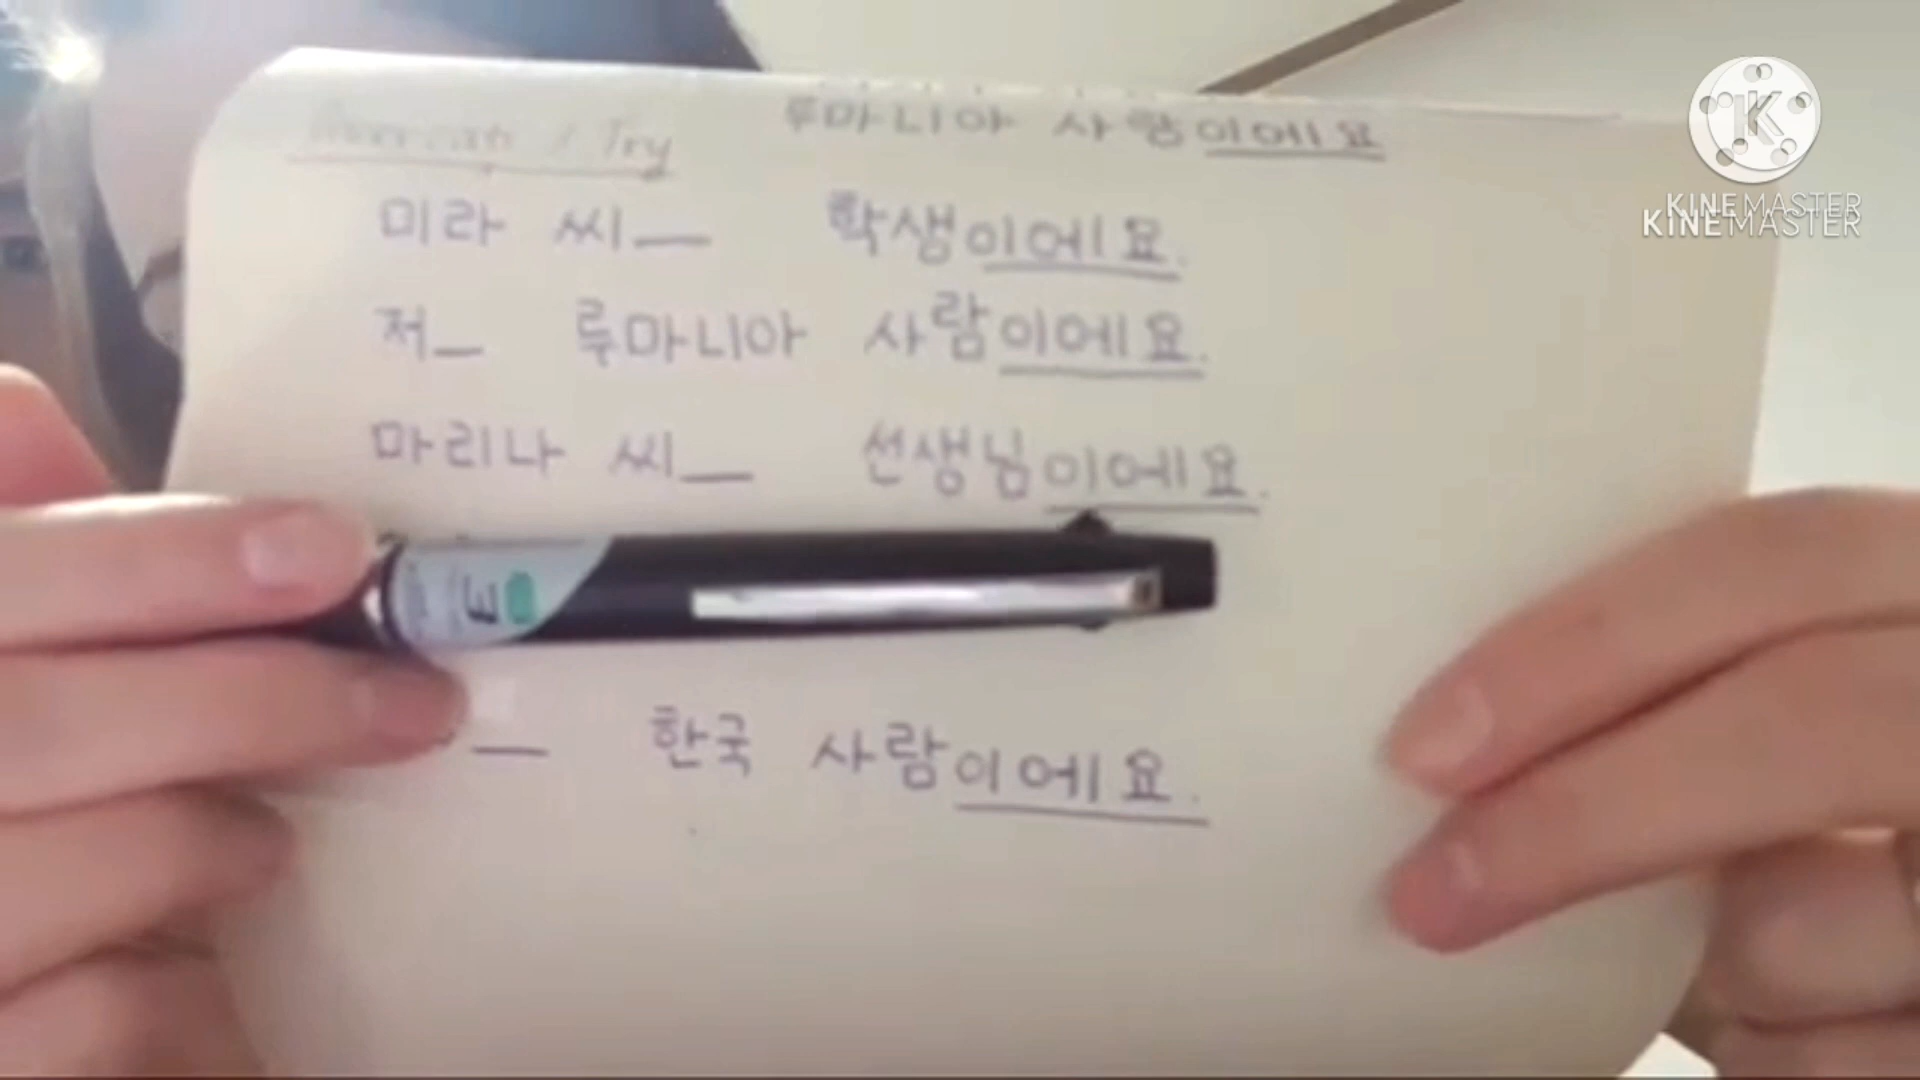 루마니아 사람이에요
Try
미라 씨__ 학생이에요.
저__ 루마니아 사람이에요.
마리나 씨__ 선생님이에요.
__ 한국 사람이에요.
KINEMASTER
KINEMASTER